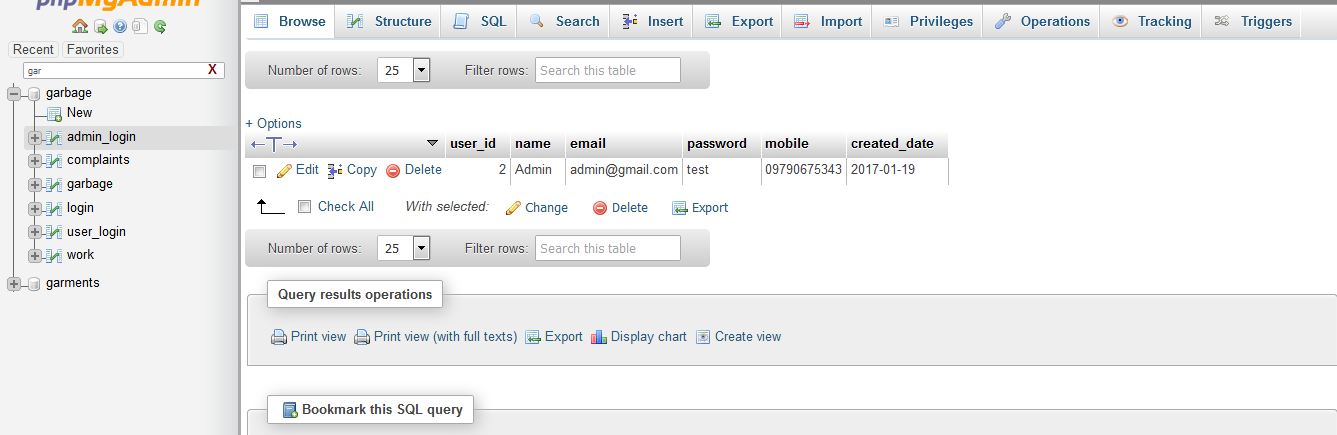 phpMyAdmin
Browse Structure SQL Search Insert Export Import Privileges Operations Tracking Triggers
Recent Favorites
gar X
garbage
New
admin_login
complaints
garbage
login
user_login
work
garments
Number of rows: 25 Filter rows: Search this table
+ Options
←T→ user_id name email password mobile created_date
Edit Copy Delete 2 Admin admin@gmail.com test 09790675343 2017-01-19
Check All With selected: Change Delete Export
Number of rows: 25 Filter rows: Search this table
Query results operations
Print view Print view (with full texts) Export Display chart Create view
Bookmark this SQL query